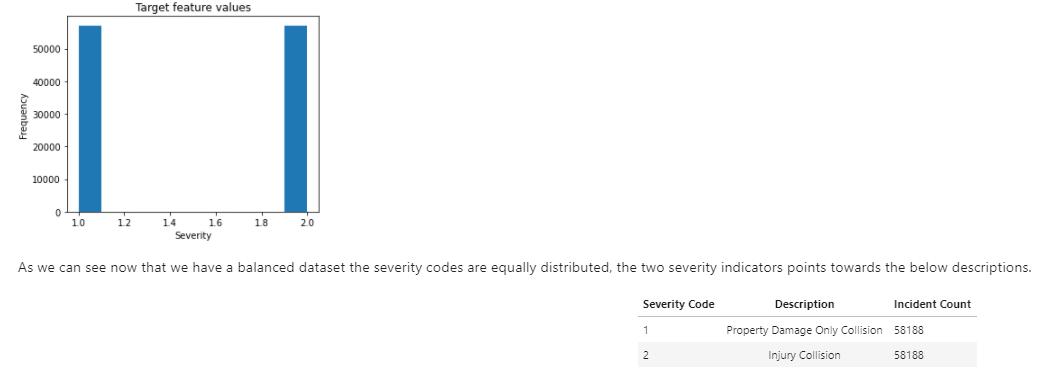 Target feature values
50000
40000
30000
20000
10000
0
Frequency
1.0 1.2 1.4 1.6 1.8 2.0
Severity
As we can see now that we have a balanced dataset the severity codes are equally distributed, the two severity indicators points towards the below descriptions.
Severity Code Description Incident Count
1 Property Damage Only Collision 58188
2 Injury Collision 58188